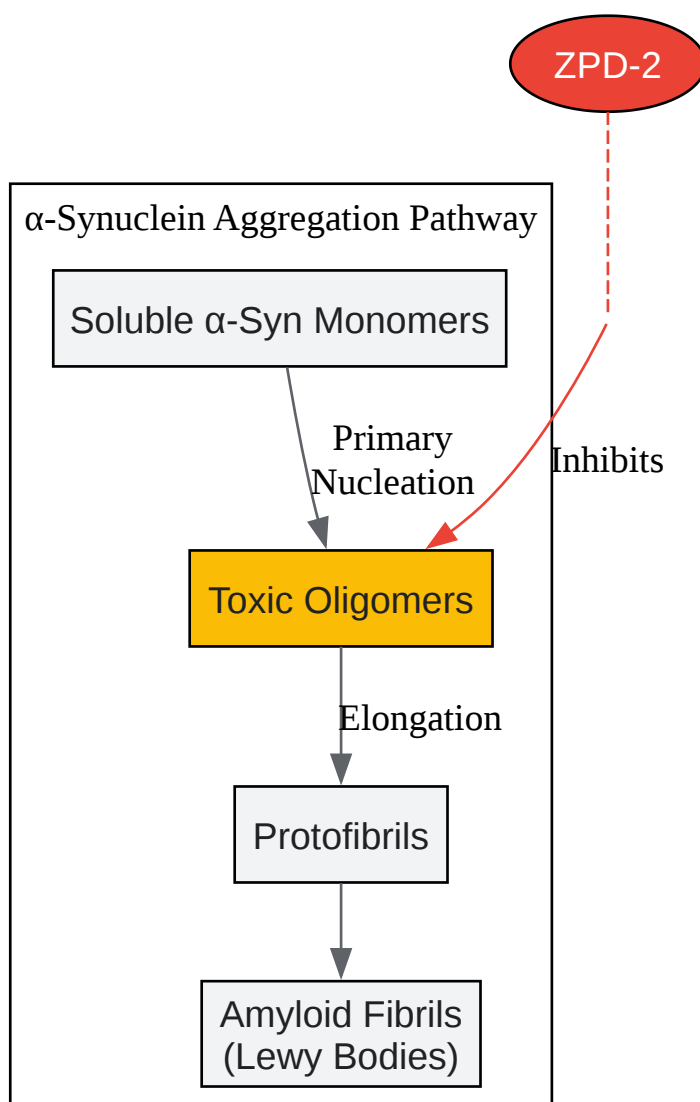 ZPD-2
α-Synuclein Aggregation Pathway
Soluble α-Syn Monomers
Primary
Nucleation
Inhibits
Toxic Oligomers
Elongation
Protofibrils
Amyloid Fibrils
(Lewy Bodies)